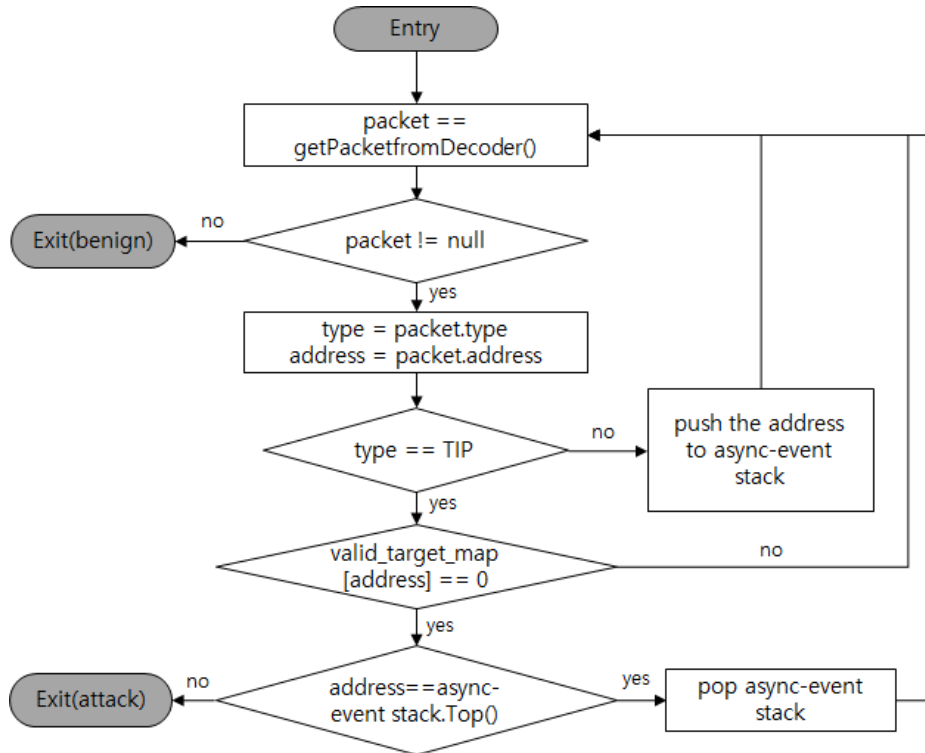 Entry
packet ==
getPacketfromDecoder()
no
Exit(benign)
packet != null
yes
type = packet.type
address = packet.address
type == TIP
no
push the address
to async-event
stack
yes
valid_target_map
[address] == 0
no
yes
no
Exit(attack)
address==async-
event stack.Top()
yes
pop async-event
stack